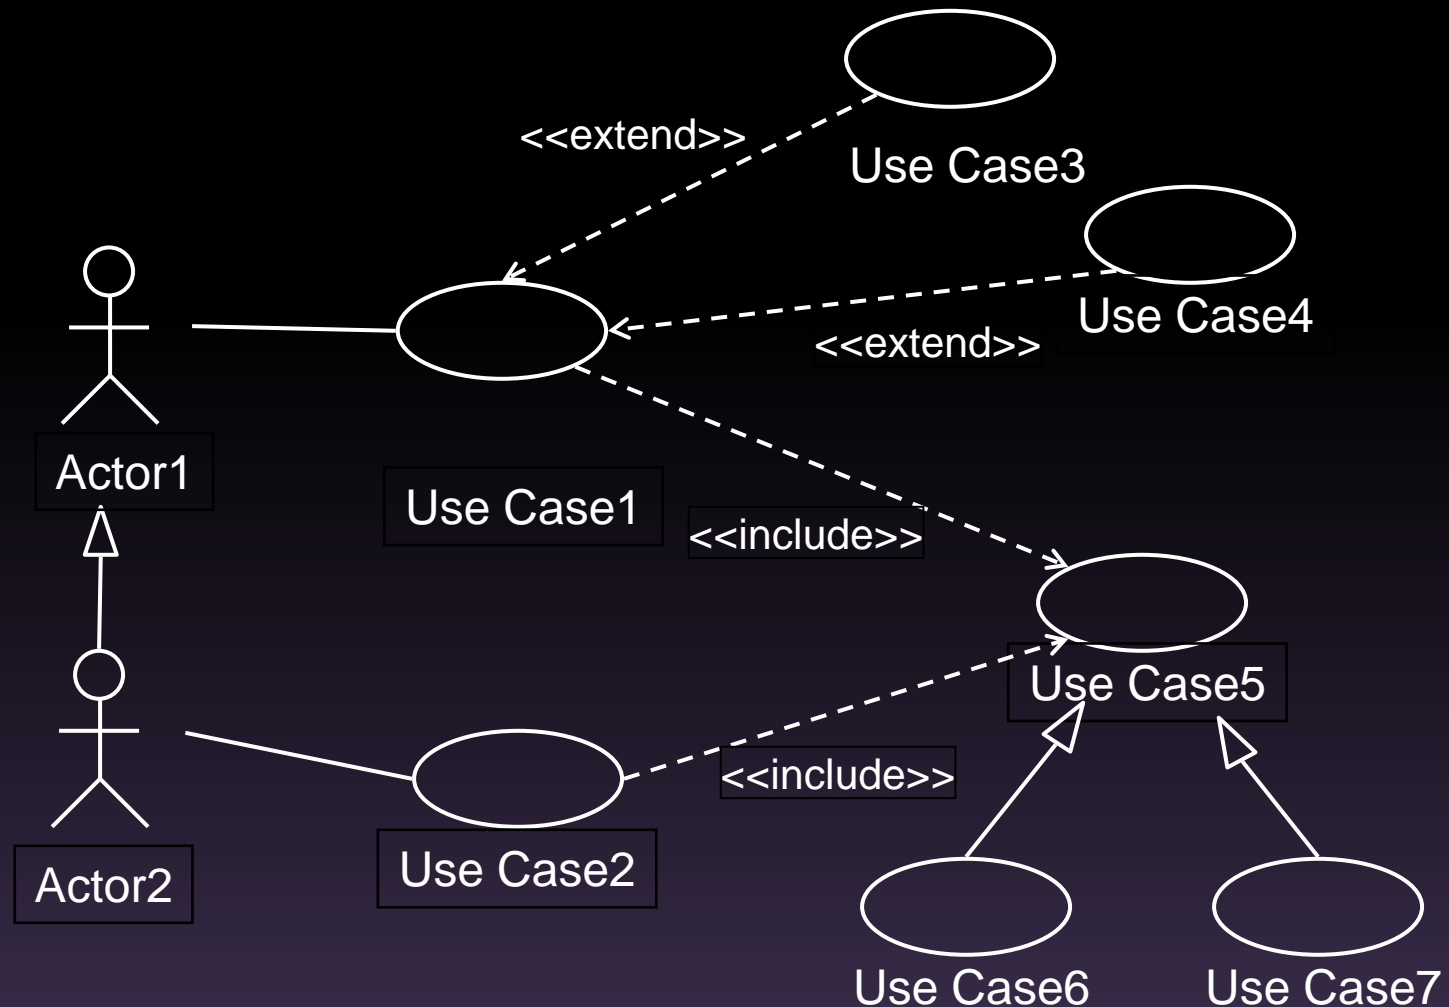 <<extend>>
Use Case3
Use Case4
<<extend>>
Actor1
Use Case1
<<include>>
Use Case5
<<include>>
Use Case2
Actor2
Use Case6
Use Case7